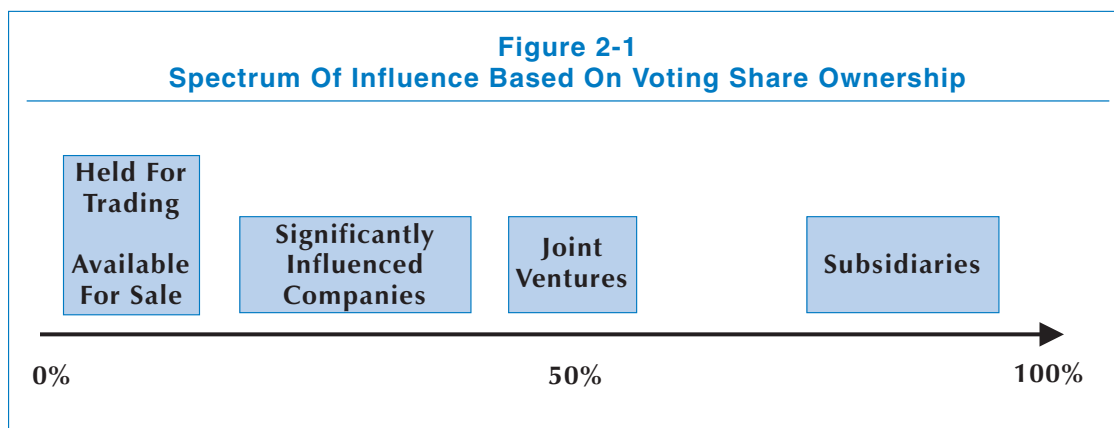 Figure 2-1
Spectrum Of Influence Based On Voting Share Ownership
Held For
Trading
Available
For Sale
Significantly
Influenced
Companies
Joint
Ventures
Subsidiaries
0%
50%
100%